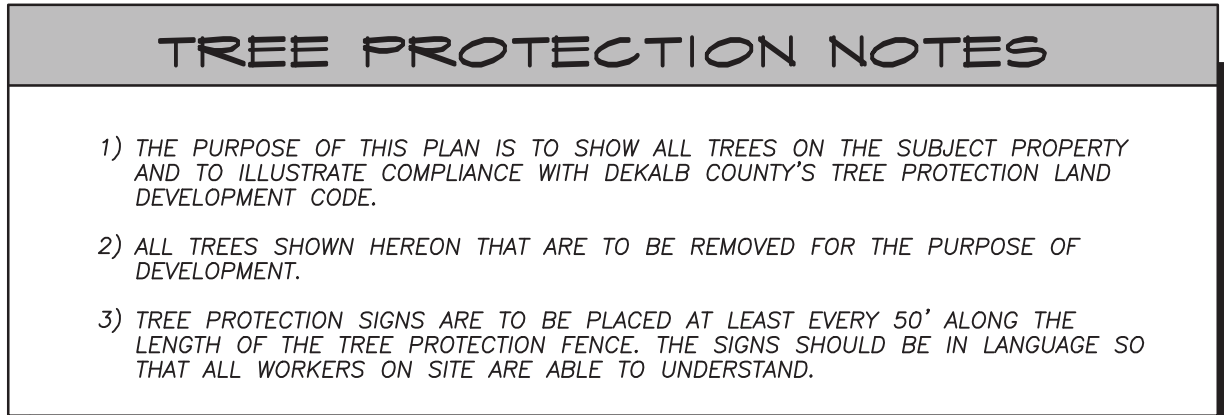 TREE PROTECTION NOTES
1) THE PURPOSE OF THIS PLAN IS TO SHOW ALL TREES ON THE SUBJECT PROPERTY
AND TO ILLUSTRATE COMPLIANCE WITH DEKALB COUNTY'S TREE PROTECTION LAND
DEVELOPMENT CODE.
2) ALL TREES SHOWN HEREON THAT ARE TO BE REMOVED FOR THE PURPOSE OF
DEVELOPMENT.
3) TREE PROTECTION SIGNS ARE TO BE PLACED AT LEAST EVERY 50' ALONG THE
LENGTH OF THE TREE PROTECTION FENCE. THE SIGNS SHOULD BE IN LANGUAGE SO
THAT ALL WORKERS ON SITE ARE ABLE TO UNDERSTAND.